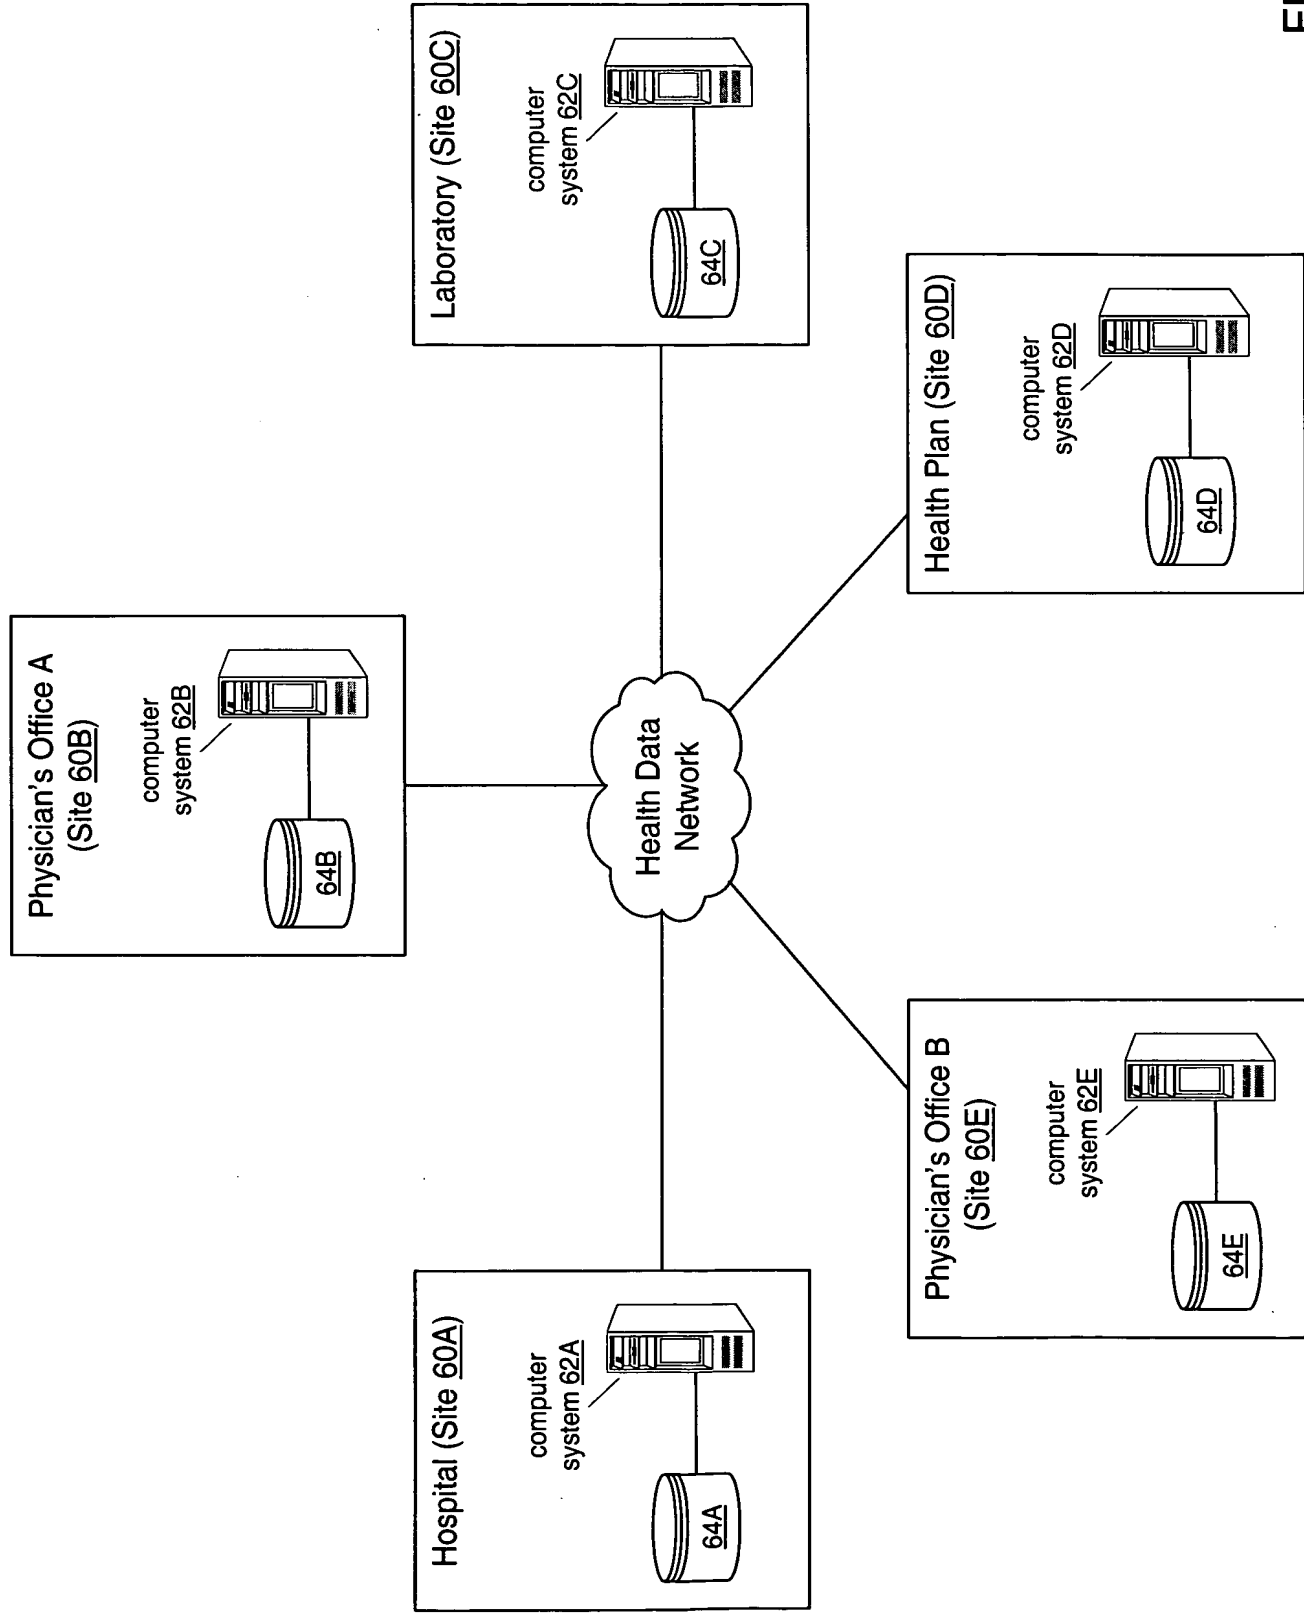 Physician's Office A
(Site 60B)
computer
system 62B
64B
Hospital (Site 60A)
computer
system 62A
64A
Health Data
Network
Laboratory (Site 60C)
computer
system 62C
64C
Physician's Office B
(Site 60E)
computer
system 62E
64E
Health Plan (Site 60D)
computer
system 62D
64D